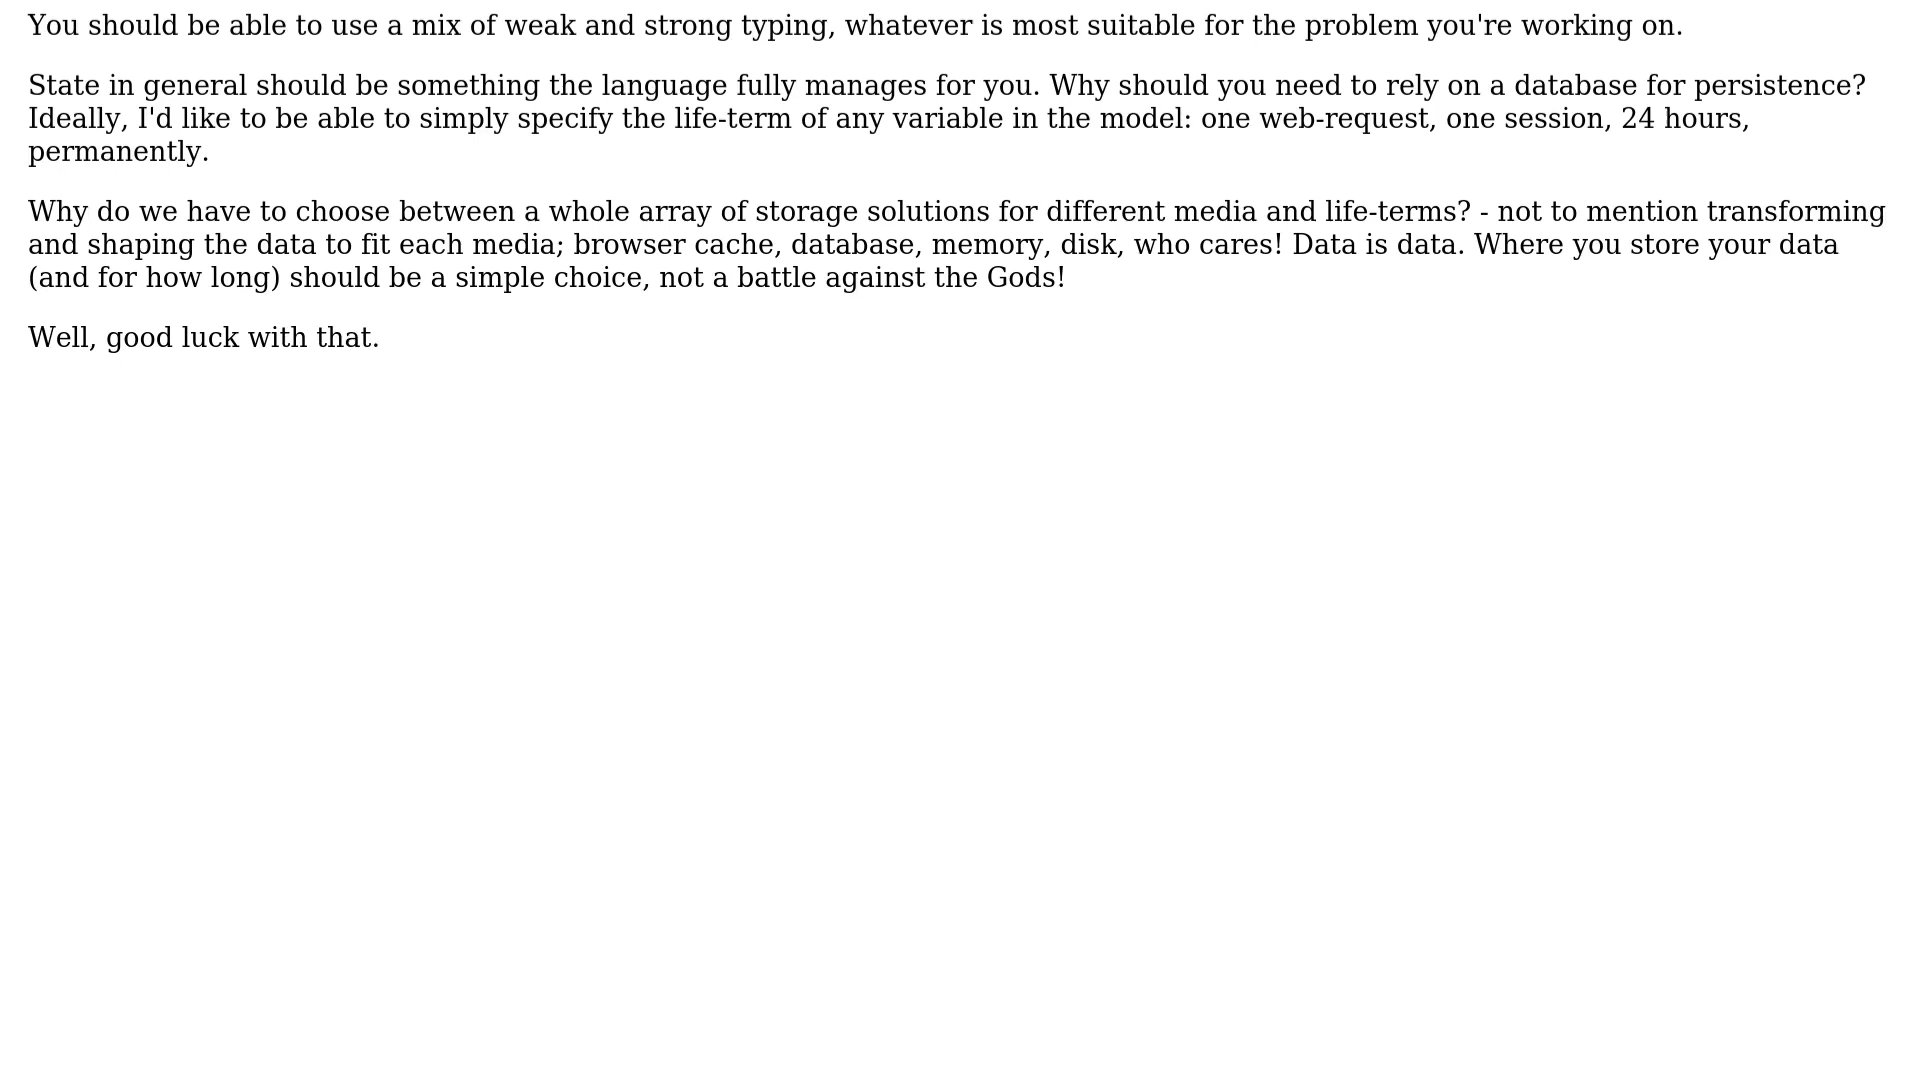 You should be able to use a mix of weak and strong typing, whatever is most suitable for the problem you're working on.
State in general should be something the language fully manages for you. Why should you need to rely on a database for persistence?
Ideally, I'd like to be able to simply specify the life-term of any variable in the model: one web-request, one session, 24 hours,
permanently.
Why do we have to choose between a whole array of storage solutions for different media and life-terms? - not to mention transforming
and shaping the data to fit each media; browser cache, database, memory, disk, who cares! Data is data. Where you store your data
(and for how long) should be a simple choice, not a battle against the Gods!
Well, good luck with that.